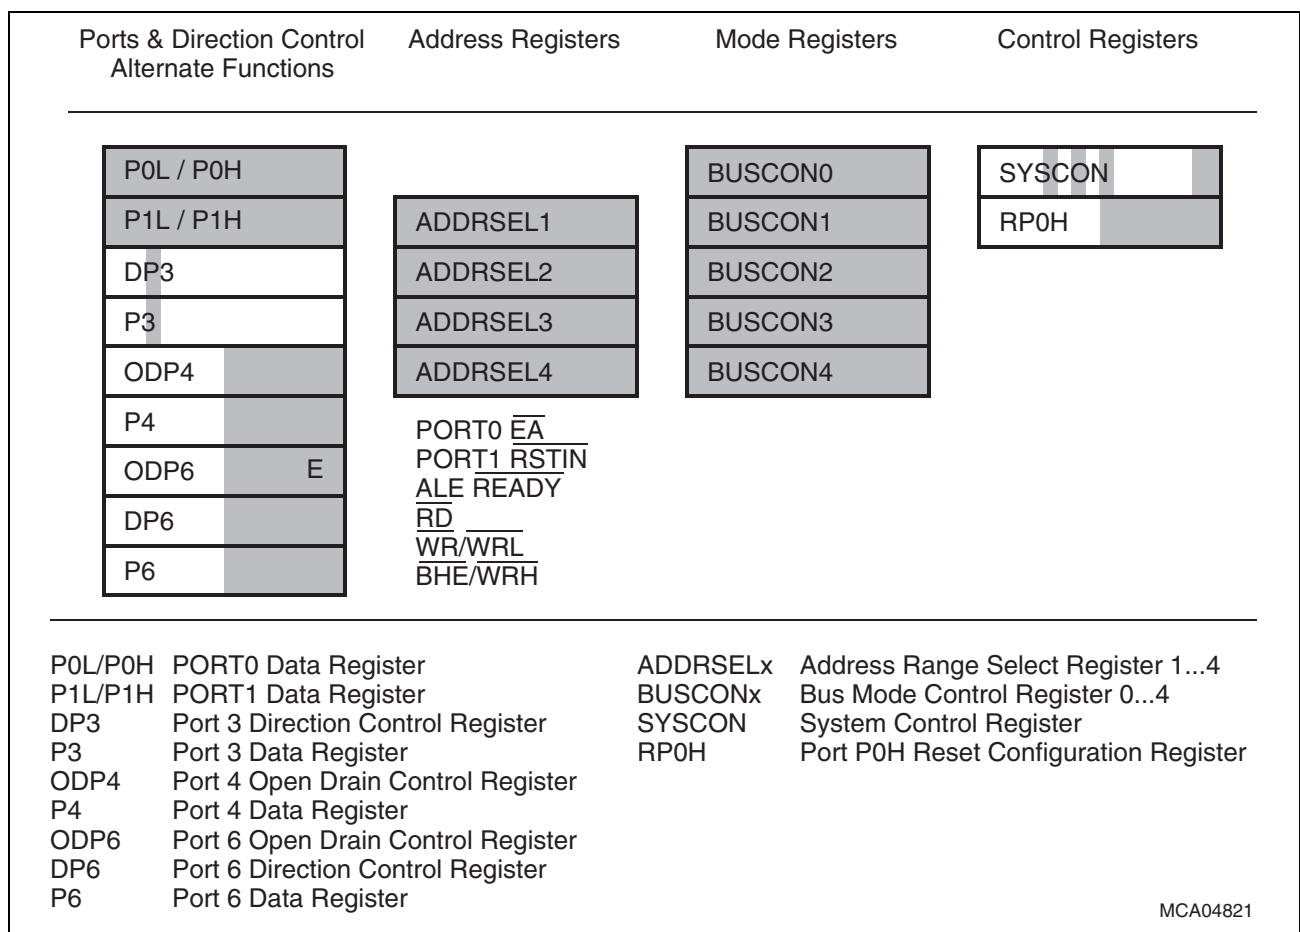 Ports & Direction Control
Alternate Functions
Address Registers
Mode Registers
Control Registers
P0L / P0H
P1L / P1H
DP3
P3
ODP4
P4
ODP6 E
DP6
P6
ADDRSEL1
ADDRSEL2
ADDRSEL3
ADDRSEL4
PORT0 EA
PORT1 RSTIN
ALE READY
RD
WR/WRL
BHE/WRH
BUSCON0
BUSCON1
BUSCON2
BUSCON3
BUSCON4
SYSCON
RP0H
P0L/P0H PORT0 Data Register
P1L/P1H PORT1 Data Register
DP3 Port 3 Direction Control Register
P3 Port 3 Data Register
ODP4 Port 4 Open Drain Control Register
P4 Port 4 Data Register
ODP6 Port 6 Open Drain Control Register
DP6 Port 6 Direction Control Register
P6 Port 6 Data Register
ADDRSELx Address Range Select Register 1...4
BUSCONx Bus Mode Control Register 0...4
SYSCON System Control Register
RP0H Port P0H Reset Configuration Register
MCA04821